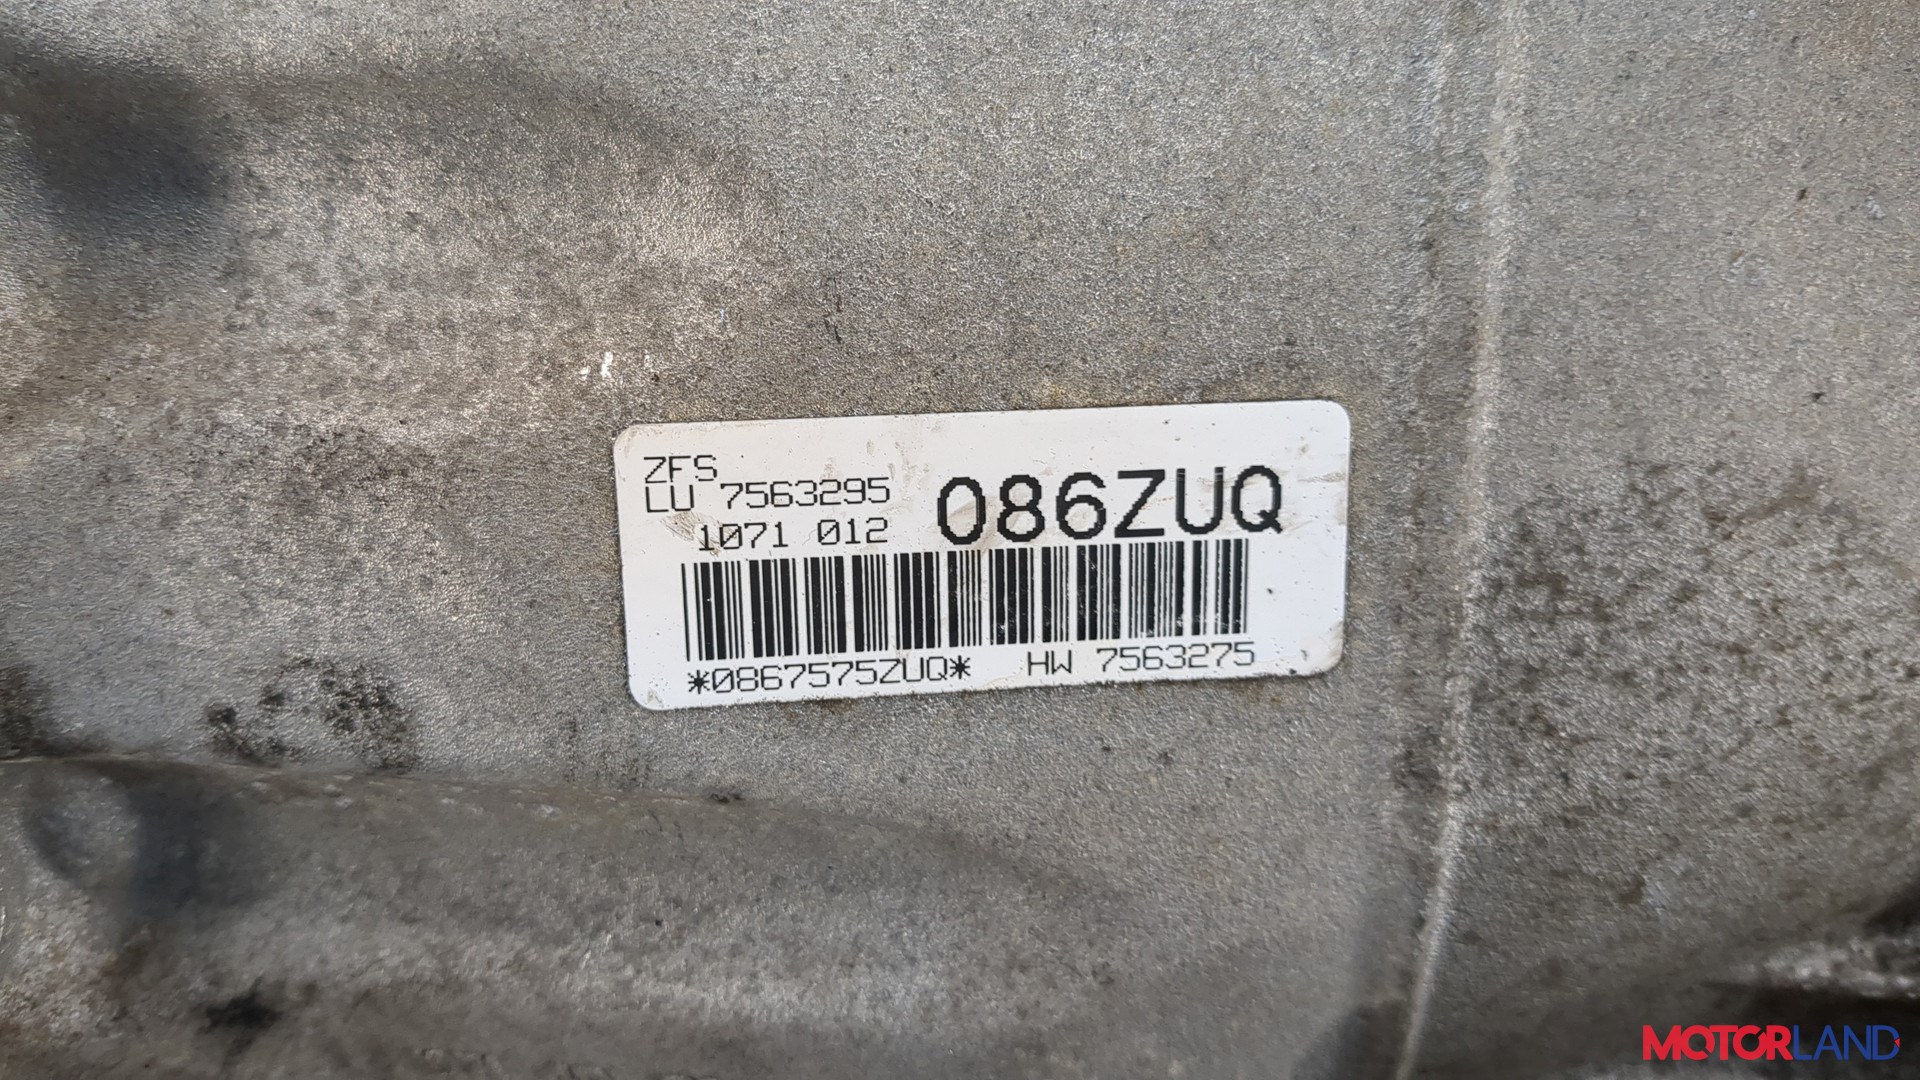 ZFS
LU 7563295
1071 012
086ZUQ
*0867575ZUQ* HW 7563275
MOTORLAND